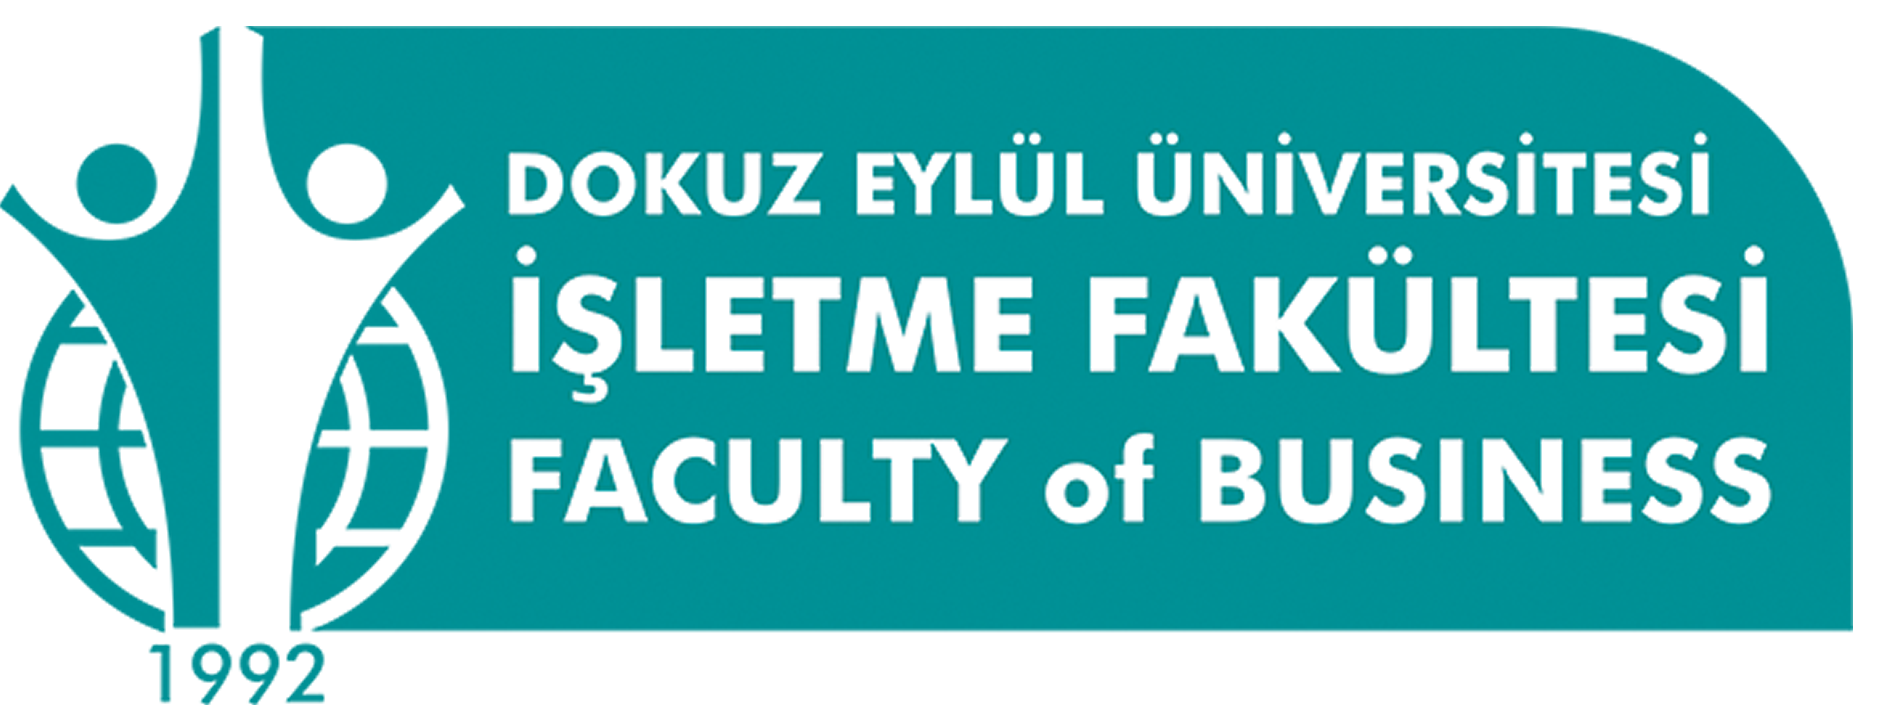 DOKUZ EYLÜL ÜNİVERSİTESİ
İŞLETME FAKÜLTESİ
FACULTY of BUSINESS
1992